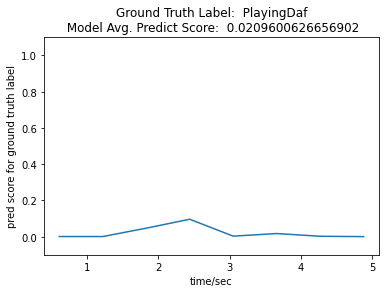 Ground Truth Label:  PlayingDaf
Model Avg. Predict Score:  0.0209600626656902
pred score for ground truth label
1.0
0.8
0.6
0.4
0.2
0.0
1 2 3 4 5
time/sec